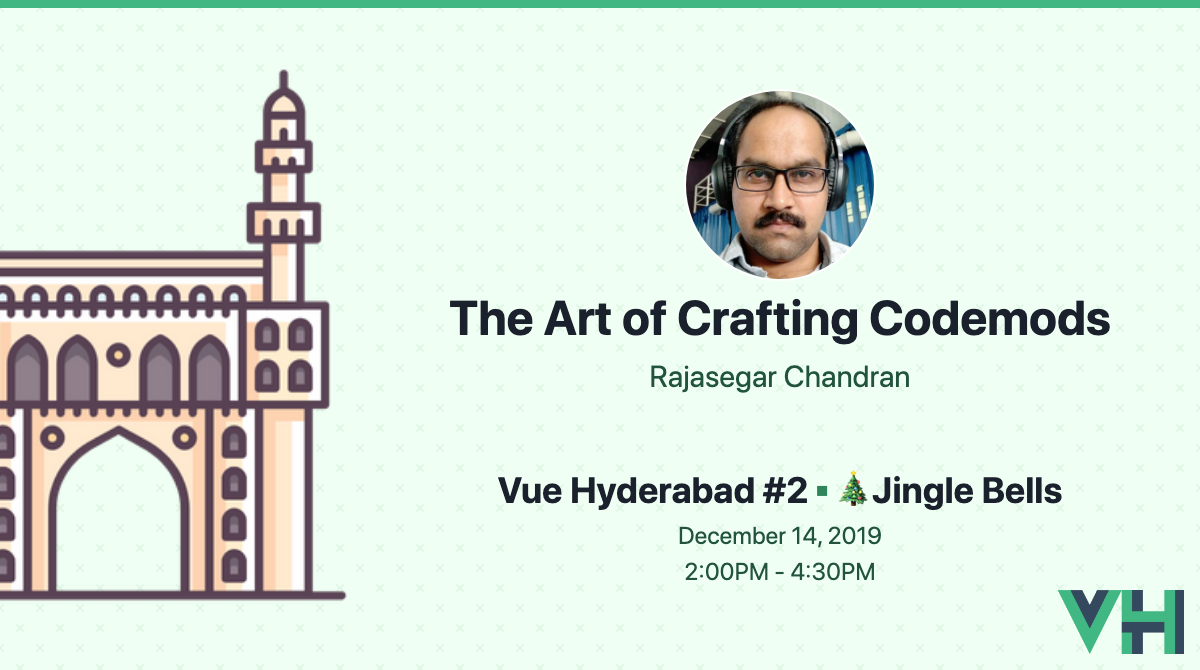 The Art of Crafting Codemods
Rajasegar Chandran
Vue Hyderabad #2 ▪ 🎄Jingle Bells
December 14, 2019
2:00PM - 4:30PM
VH